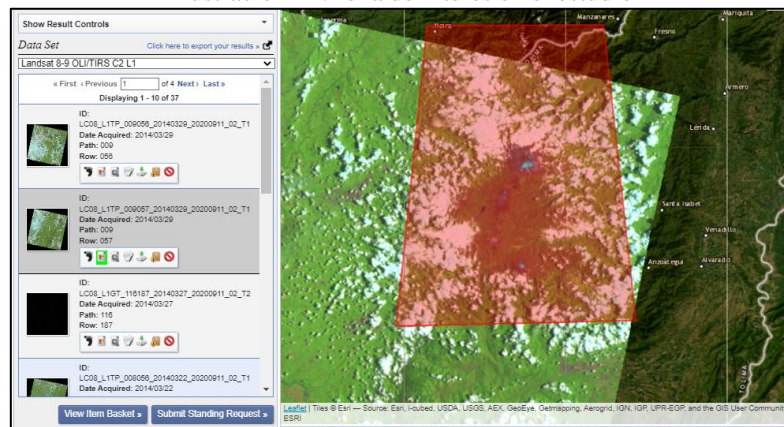 Show Result Controls
Data Set
Click here to export your results »
Landsat 8-9 OLI/TIRS C2 L1
« First ‹ Previous 1 of 4 Next › Last »
Displaying 1 - 10 of 37
ID:
LC08_L1TP_009056_20140329_20200911_02_T1
Date Acquired: 2014/03/29
Path: 009
Row: 056
ID:
LC08_L1TP_009057_20140329_20200911_02_T1
Date Acquired: 2014/03/29
Path: 009
Row: 057
ID:
LC08_L1GT_116187_20140327_20200911_02_T2
Date Acquired: 2014/03/27
Path: 116
Row: 187
ID:
LC08_L1TP_008056_20140322_20200911_02_T1
Date Acquired: 2014/03/22
View Item Basket »
Submit Standing Request »
Neira
Manzanares
Mariquita
Fresno
Armero
Lérida
Santa Isabel
Venadillo
Anzoátegui
Alvarado
TOLIMA
Leaflet | Tiles © Esri — Source: Esri, i-cubed, USDA, USGS, AEX, GeoEye, Getmapping, Aerogrid, IGN, IGP, UPR-EGP, and the GIS User Community
ESRI